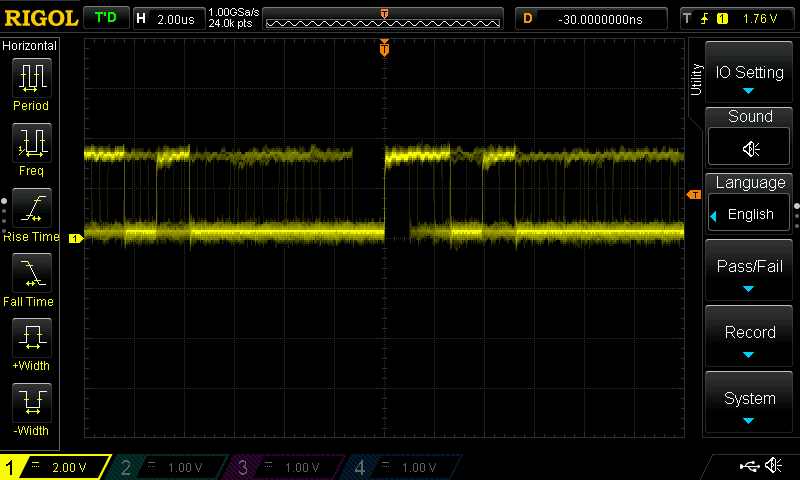 RIGOL T'D H 2.00us 1.00GSa/s 24.0k pts T D -30.0000000ns T 1 1.76 V
Horizontal
T
Period
Freq
Rise Time
Fall Time
+Width
-Width
1
T
Utility
IO Setting
Sound
Language
English
Pass/Fail
Record
System
1 2.00 V 2 1.00 V 3 1.00 V 4 1.00 V